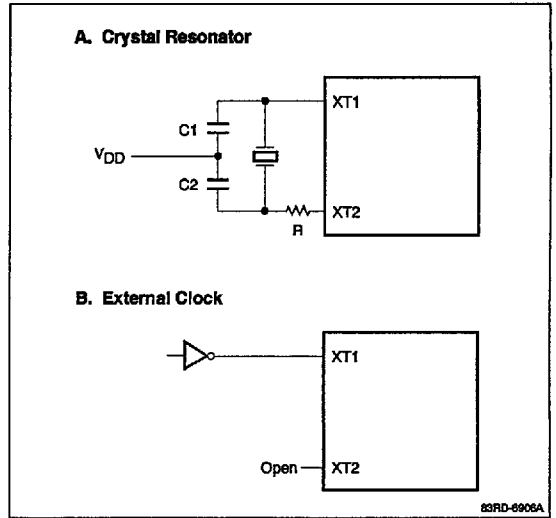 A. Crystal Resonator
XT1
C1
VDD
C2
XT2
R
B. External Clock
XT1
Open
XT2
83RD-6906A